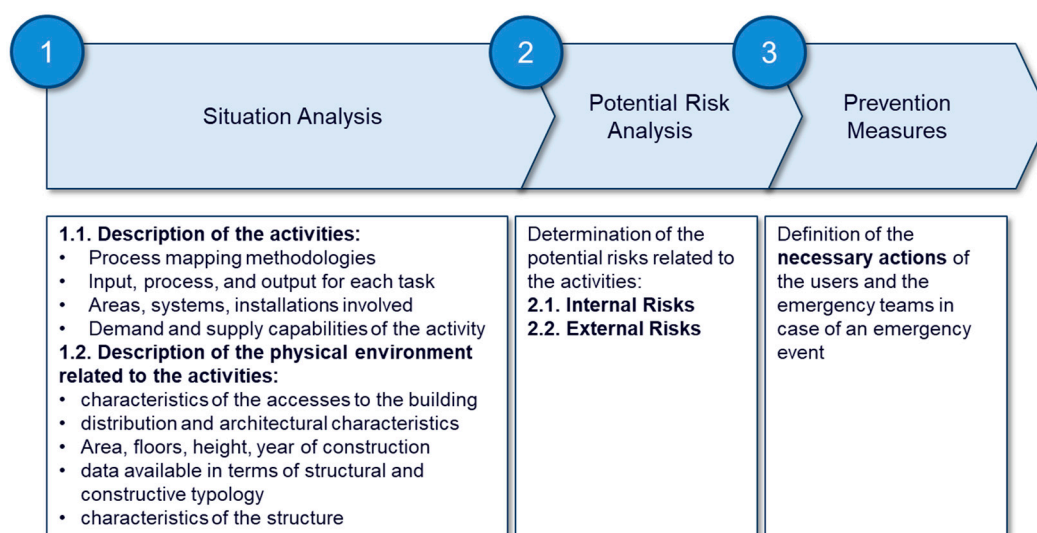 1
2
3
Situation Analysis
Potential Risk
Analysis
Prevention
Measures
1.1. Description of the activities:
• Process mapping methodologies
• Input, process, and output for each task
• Areas, systems, installations involved
• Demand and supply capabilities of the activity
1.2. Description of the physical environment
related to the activities:
• characteristics of the accesses to the building
• distribution and architectural characteristics
• Area, floors, height, year of construction
• data available in terms of structural and
constructive typology
• characteristics of the structure
Determination of the
potential risks related to
the activities:
2.1. Internal Risks
2.2. External Risks
Definition of the
necessary actions of
the users and the
emergency teams in
case of an emergency
event